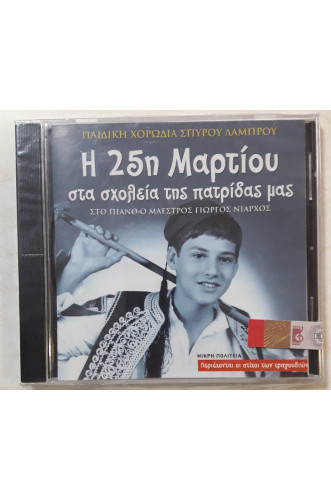 ΠΑΙΔΙΚΗ ΧΟΡΩΔΙΑ ΣΠΥΡΟΥ ΛΑΜΠΡΟΥ
Η 25η Μαρτίου
στα σχολεία της πατρίδας μας
ΣΤΟ ΠΙΑΝΟ Ο ΜΑΕΣΤΡΟΣ ΓΙΩΡΓΟΣ ΝΙΑΡΧΟΣ
ΜΙΚΡΗ ΠΟΛΙΤΕΙΑ
Περιέχονται οι στίχοι των τραγουδιών